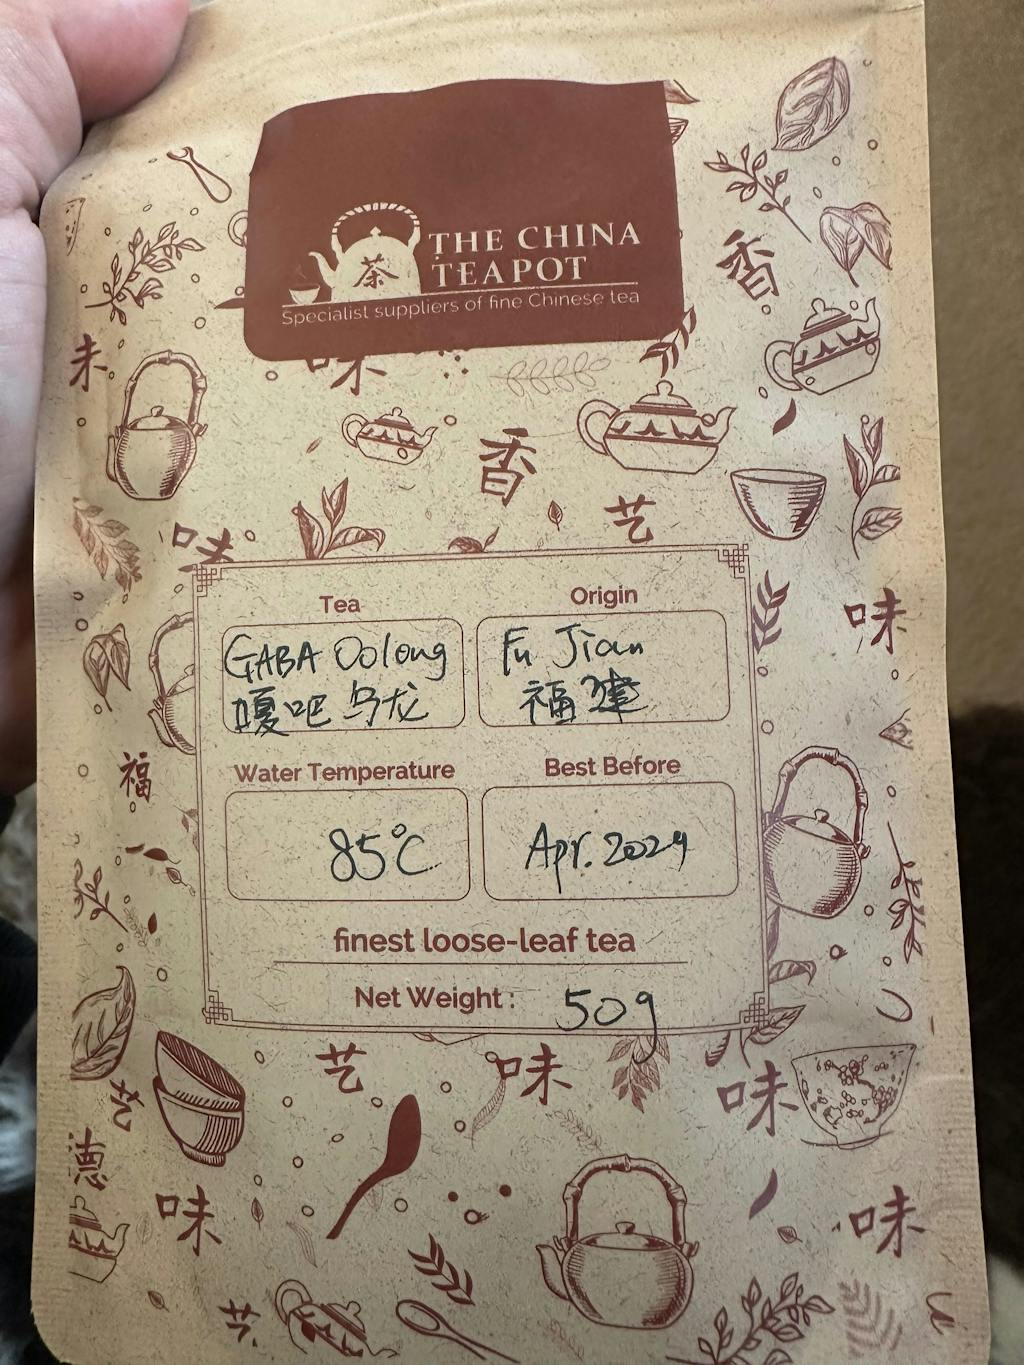 THE CHINA
TEAPOT
茶
Specialist suppliers of fine Chinese tea
香
未
味
香
艺
味
味
福
Tea
Origin
GABA Oolong
Fu Jian
嘎吧乌龙
福建
Water Temperature
Best Before
85°C
Apr. 2029
finest loose-leaf tea
Net Weight : 50g
艺
味
味
艺
味
味